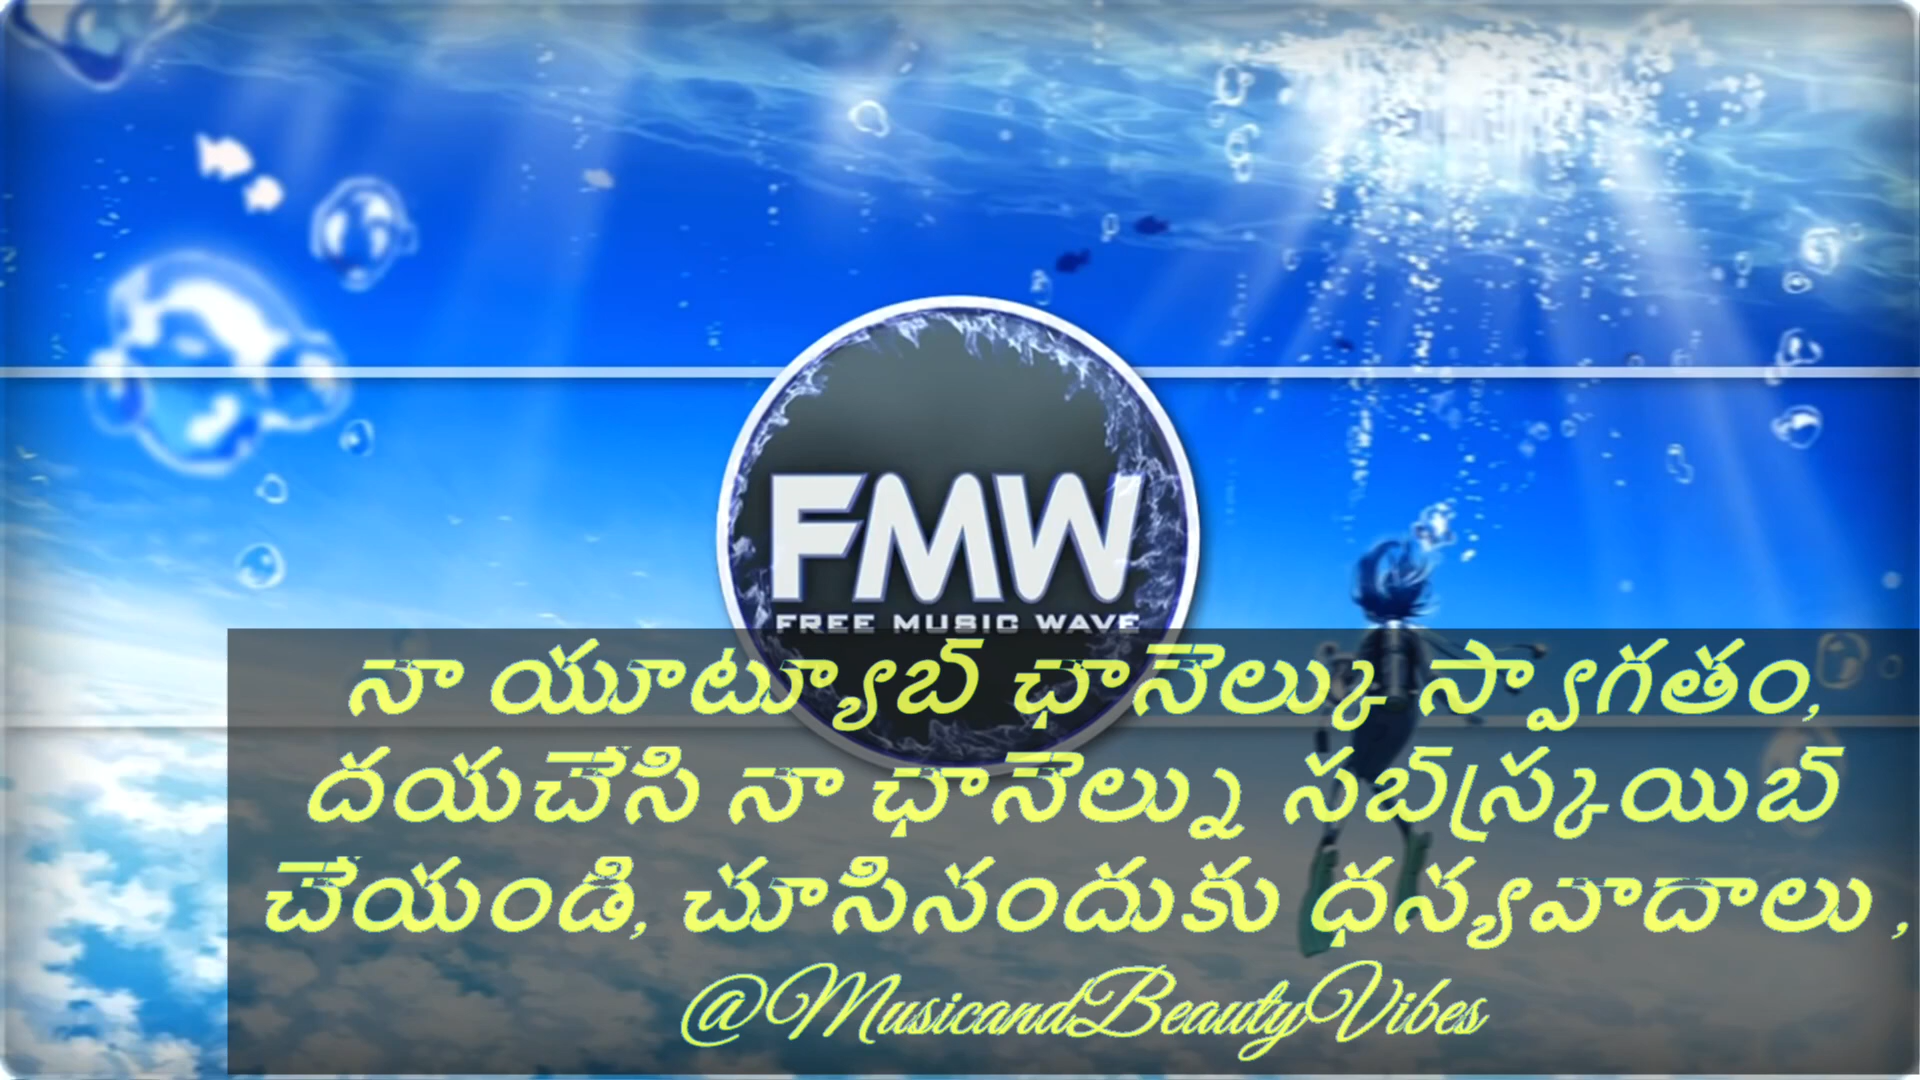 FMW
FREE MUSIC WAVE
నా యూట్యూబ్ ఛానెల్కు స్వాగతం,
దయచేసి నా ఛానెల్ను సబ్‌స్క్రయిబ్
చేయండి, చూసినందుకు ధన్యవాదాలు ,
@MusicandBeautyVibes